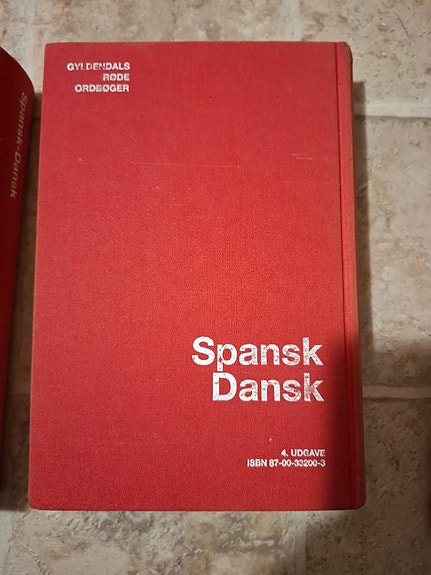 GYLDENDALS
RØDE
ORDBØGER
Spansk-Dansk
Spansk
Dansk
4. UDGAVE
ISBN 87-00-33200-3